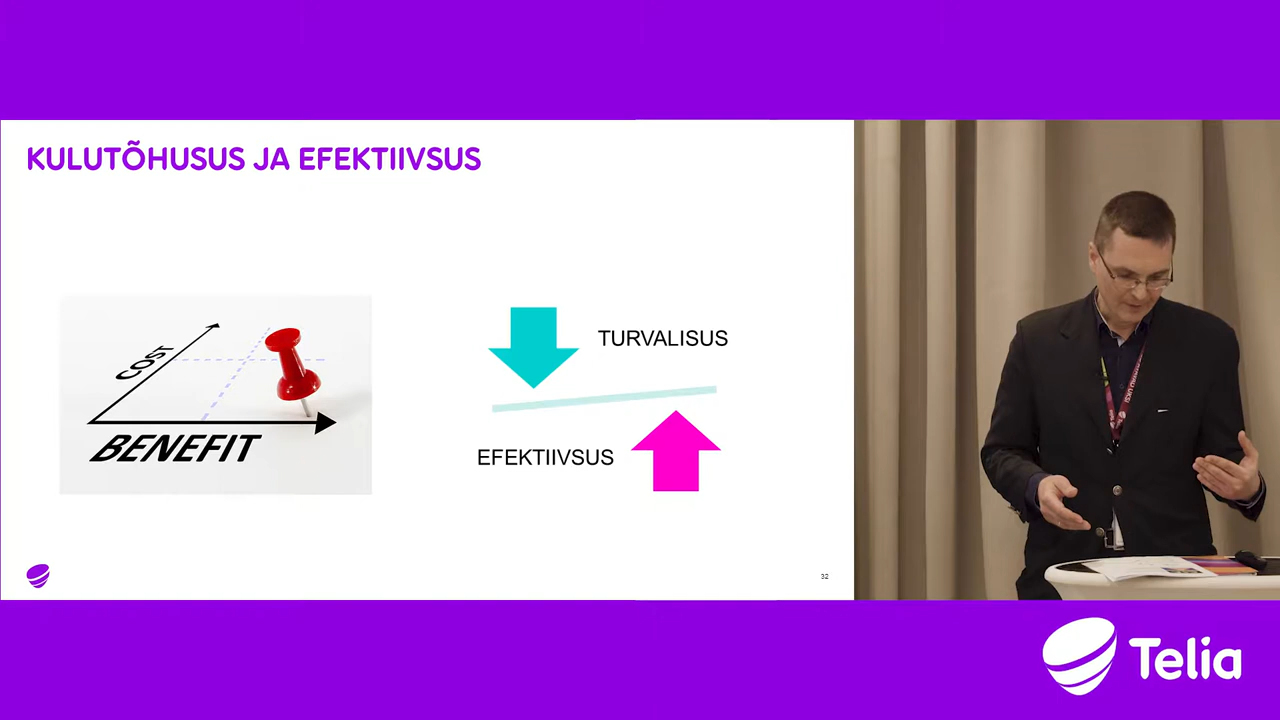 KULUTÕHUSUS JA EFEKTIIVSUS
COST
BENEFIT
TURVALISUS
EFEKTIIVSUS
32
Telia